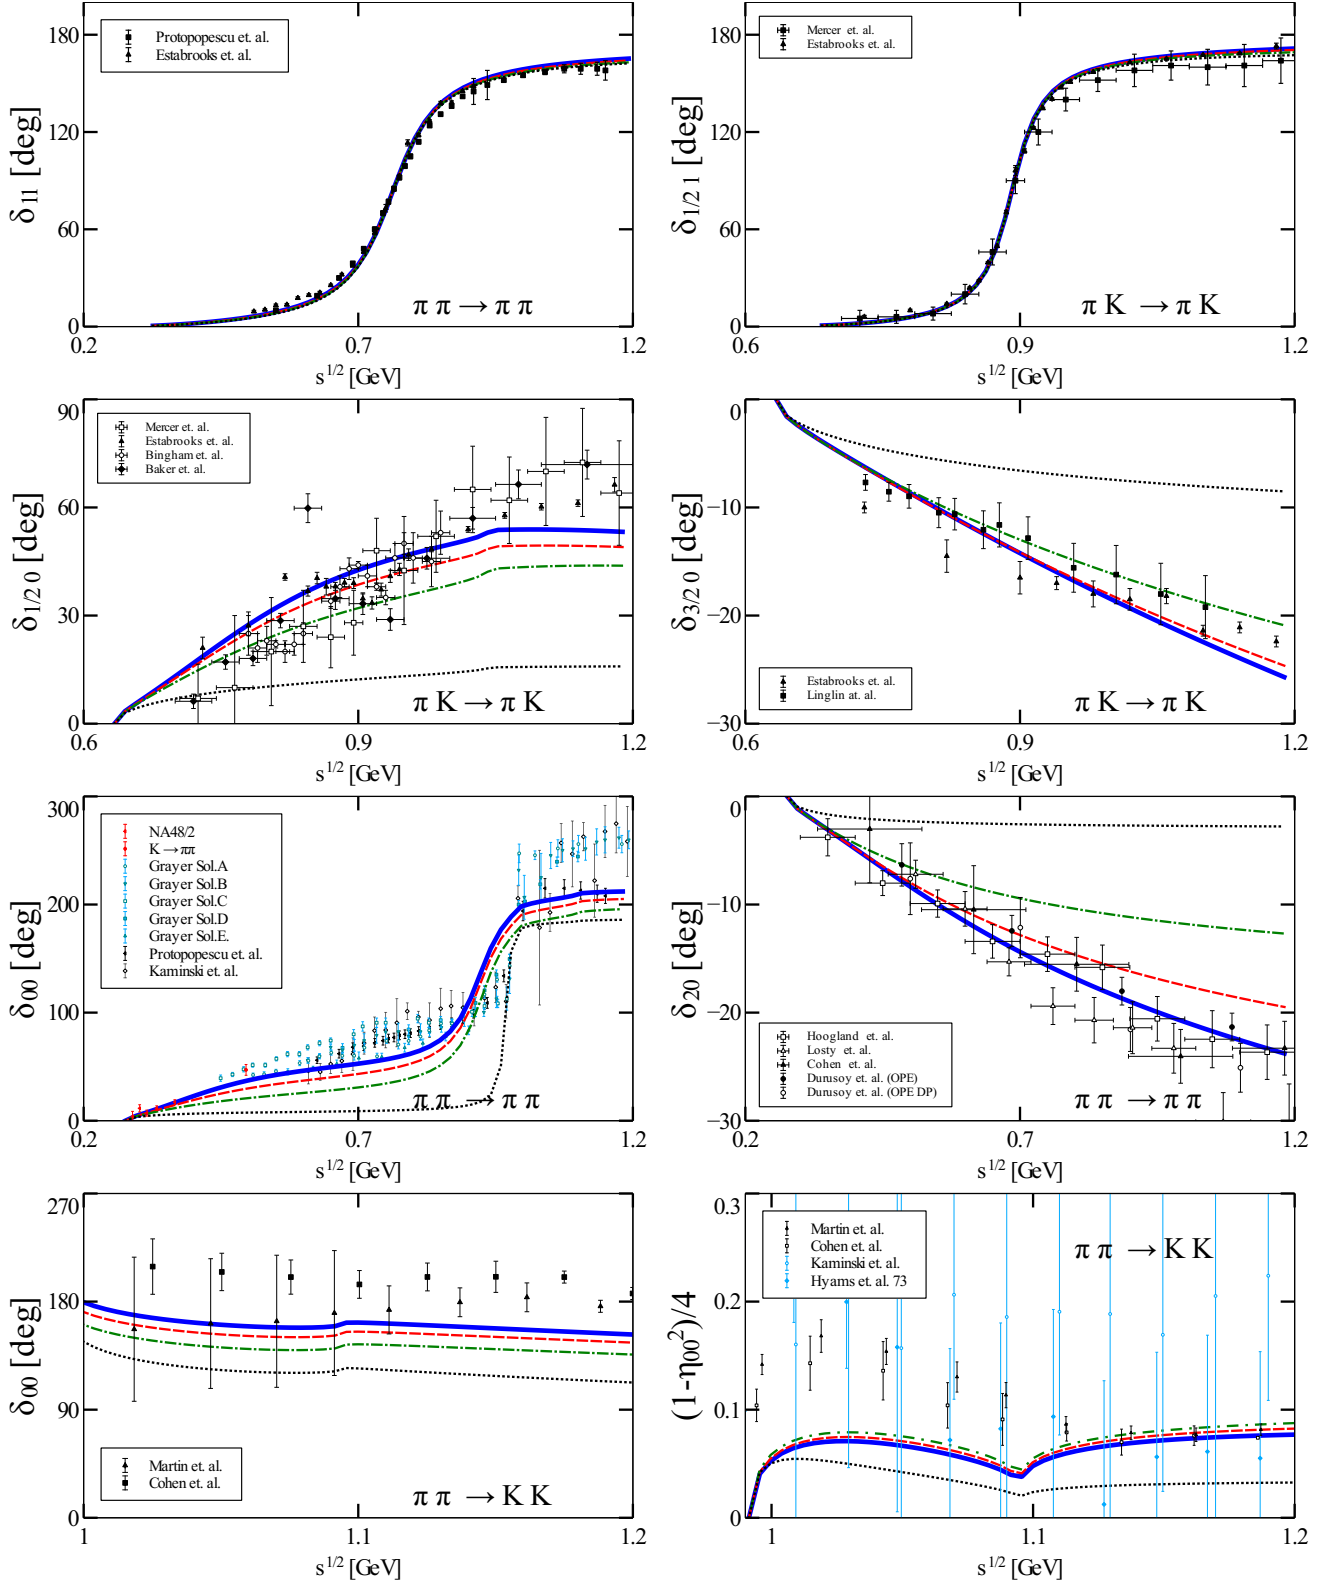 180
120
60
0
δ11 [deg]
Protopopescu et. al.
Estabrooks et. al.
π π → π π
0.2 0.7 1.2
s^1/2 [GeV]
180
120
60
0
δ1/2 1 [deg]
Mercer et. al.
Estabrooks et. al.
π K → π K
0.6 0.9 1.2
s^1/2 [GeV]
90
60
30
0
δ1/2 0 [deg]
Mercer et. al.
Estabrooks et. al.
Bingham et. al.
Baker et. al.
π K → π K
0.6 0.9 1.2
s^1/2 [GeV]
0
−10
−20
−30
δ3/2 0 [deg]
Estabrooks et. al.
Linglin at. al.
π K → π K
0.6 0.9 1.2
s^1/2 [GeV]
300
200
100
0
δ00 [deg]
NA48/2
K → ππ
Grayer Sol.A
Grayer Sol.B
Grayer Sol.C
Grayer Sol.D
Grayer Sol.E.
Protopopescu et. al.
Kaminski et al.
π π → π π
0.2 0.7 1.2
s^1/2 [GeV]
0
−10
−20
−30
δ20 [deg]
Hoogland et. al.
Losty et. al.
Cohen et. al.
Durusoy et. al. (OPE)
Durusoy et. al. (OPE DP)
π π → π π
0.2 0.7 1.2
s^1/2 [GeV]
270
180
90
0
δ00 [deg]
Martin et. al.
Cohen et. al.
π π → K K
1 1.1 1.2
s^1/2 [GeV]
0.3
0.2
0.1
0
(1-η00^2)/4
Martin et. al.
Cohen et. al.
Kaminski et. al.
Hyams et. al. 73
π π → K K
1 1.1 1.2
s^1/2 [GeV]